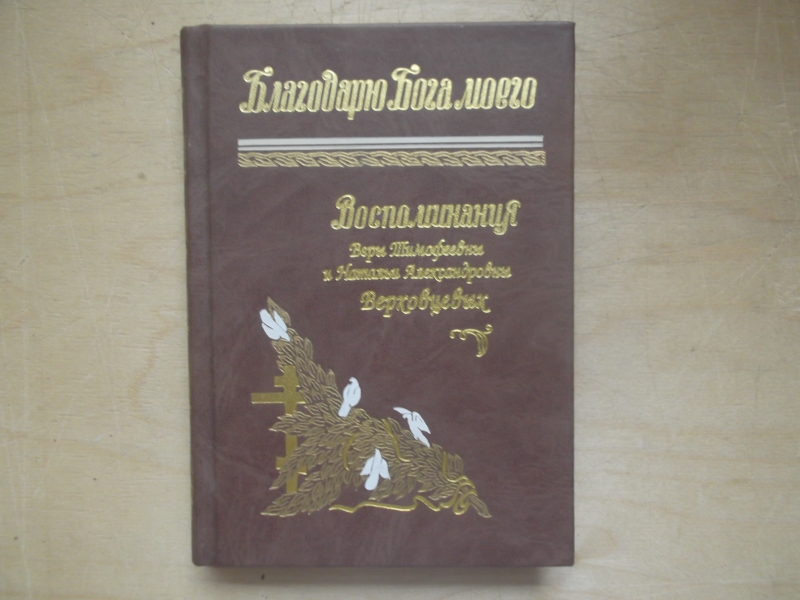 Благодарю Бога моего
Воспоминания
Веры Тимофеевны
и Натальи Александровны
Верховцевых